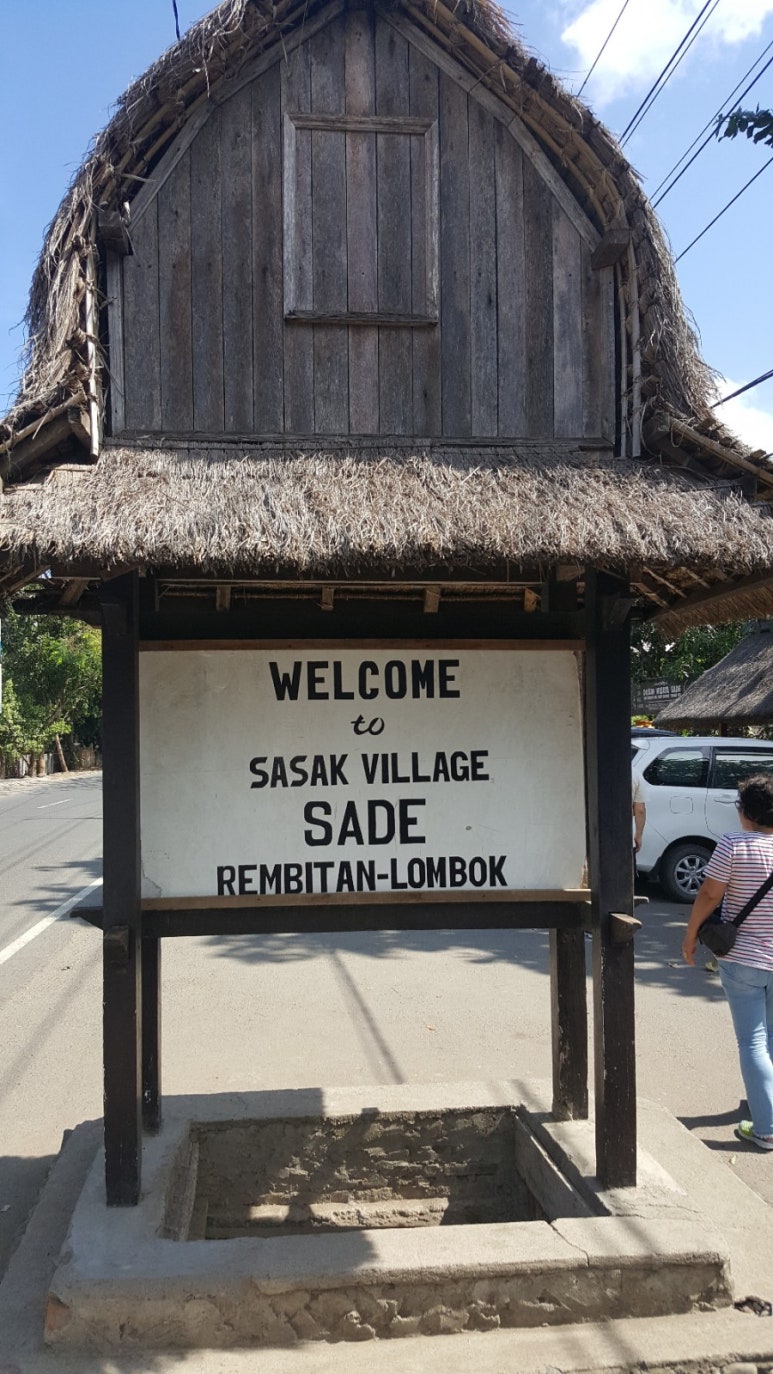 WELCOME
to
SASAK VILLAGE
SADE
REMBITAN-LOMBOK